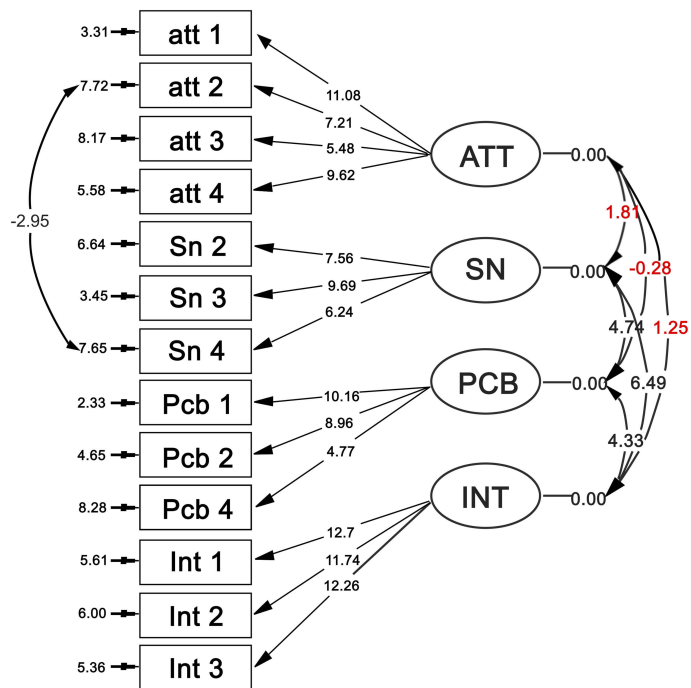 3.31 att 1
7.72 att 2
11.08
7.21
8.17 att 3
5.48
ATT 0.00
9.62
5.58 att 4
-2.95
1.81
6.64 Sn 2
7.56
SN 0.00
-0.28
9.69
3.45 Sn 3
6.24
4.74 1.25
7.65 Sn 4
PCB 0.00
6.49
2.33 Pcb 1
10.16
8.96
4.65 Pcb 2
4.77
4.33
8.28 Pcb 4
INT 0.00
12.7
5.61 Int 1
11.74
12.26
6.00 Int 2
5.36 Int 3